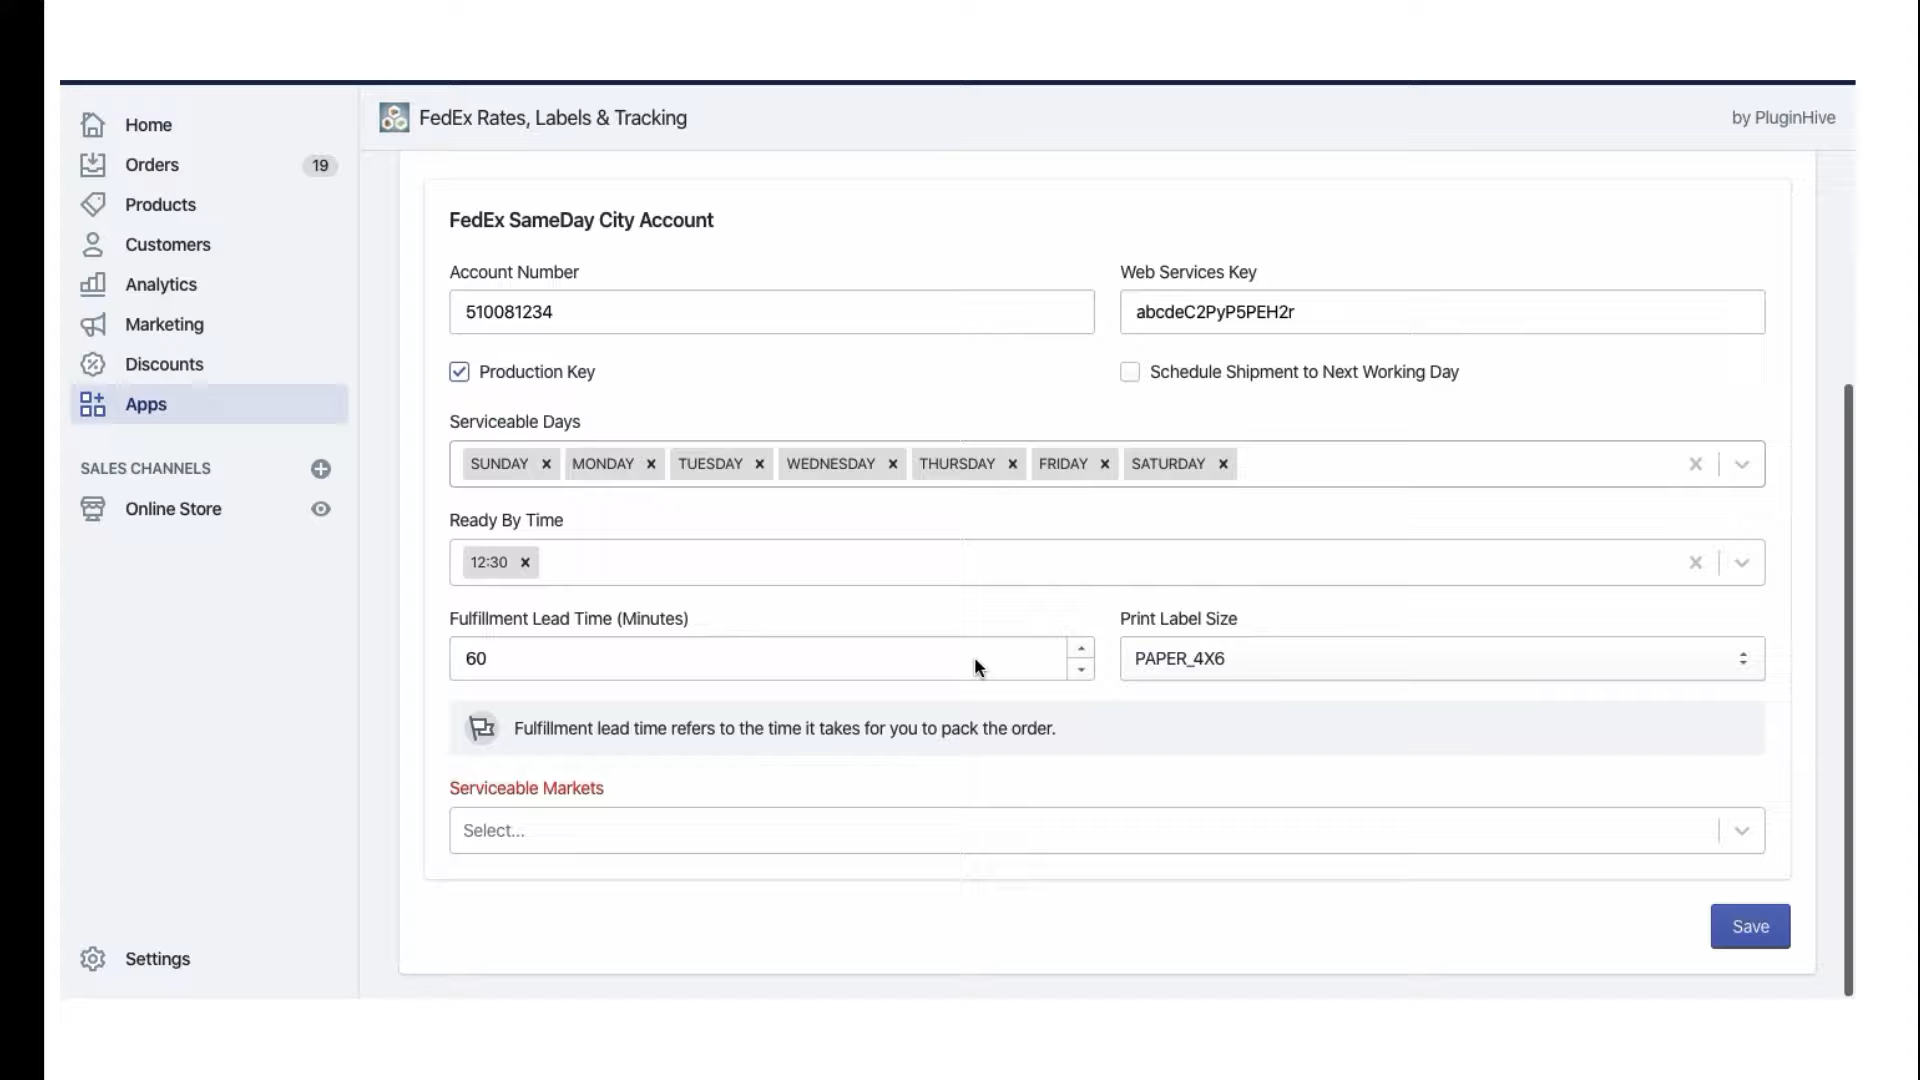 FedEx Rates, Labels & Tracking
by PluginHive
Home
Orders 19
Products
Customers
Analytics
Marketing
Discounts
Apps
SALES CHANNELS
Online Store
Settings
FedEx SameDay City Account
Account Number
510081234
Web Services Key
abcdeC2PyP5PEH2r
Production Key
Schedule Shipment to Next Working Day
Serviceable Days
SUNDAY MONDAY TUESDAY WEDNESDAY THURSDAY FRIDAY SATURDAY
Ready By Time
12:30
Fulfillment Lead Time (Minutes)
60
Print Label Size
PAPER_4X6
Fulfillment lead time refers to the time it takes for you to pack the order.
Serviceable Markets
Select...
Save